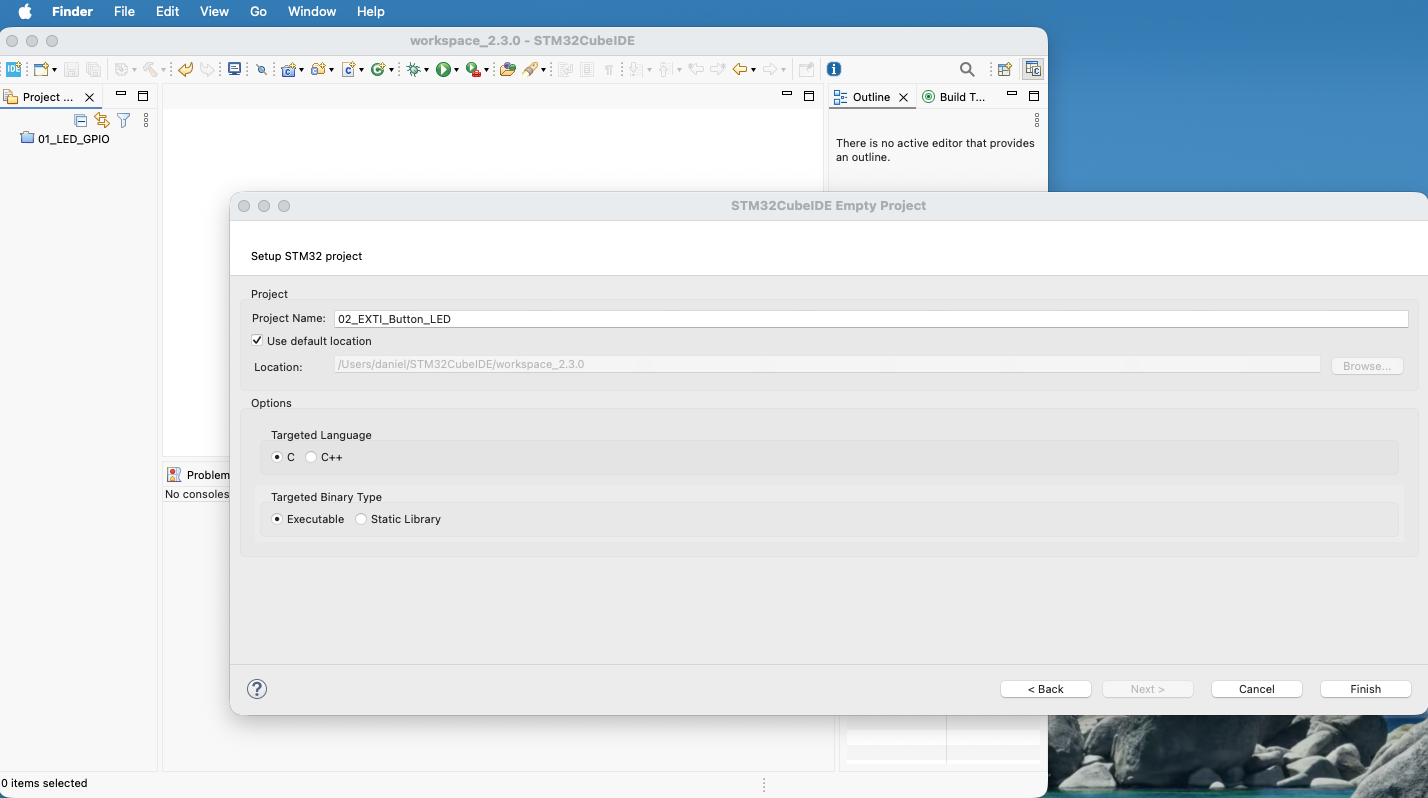 Finder File Edit View Go Window Help
workspace_2.3.0 - STM32CubeIDE
IDE
Project ...
Outline
Build T...
01_LED_GPIO
There is no active editor that provides
an outline.
STM32CubeIDE Empty Project
Setup STM32 project
Project
Project Name: 02_EXTI_Button_LED
Use default location
Location: /Users/daniel/STM32CubeIDE/workspace_2.3.0 Browse...
Options
Targeted Language
C C++
Targeted Binary Type
Executable Static Library
Problem
No consoles
? < Back Next > Cancel Finish
0 items selected